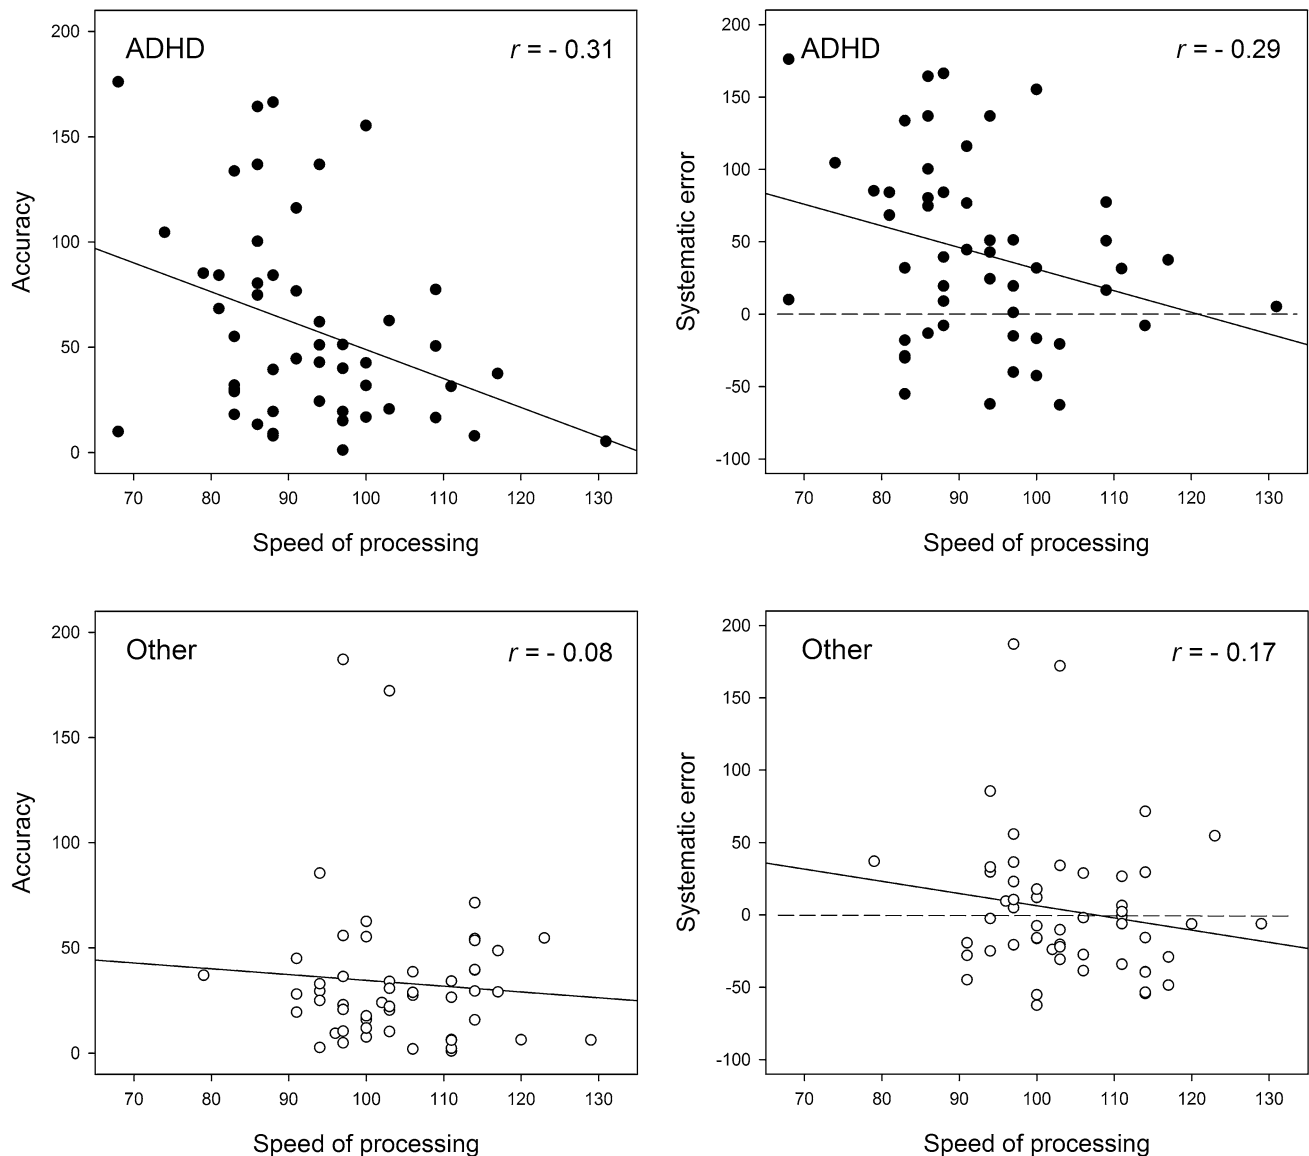 ADHD
r = - 0.31
Accuracy
200
150
100
50
0
70 80 90 100 110 120 130
Speed of processing
ADHD
r = - 0.29
Systematic error
200
150
100
50
0
-50
-100
70 80 90 100 110 120 130
Speed of processing
Other
r = - 0.08
Accuracy
200
150
100
50
0
70 80 90 100 110 120 130
Speed of processing
Other
r = - 0.17
Systematic error
200
150
100
50
0
-50
-100
70 80 90 100 110 120 130
Speed of processing